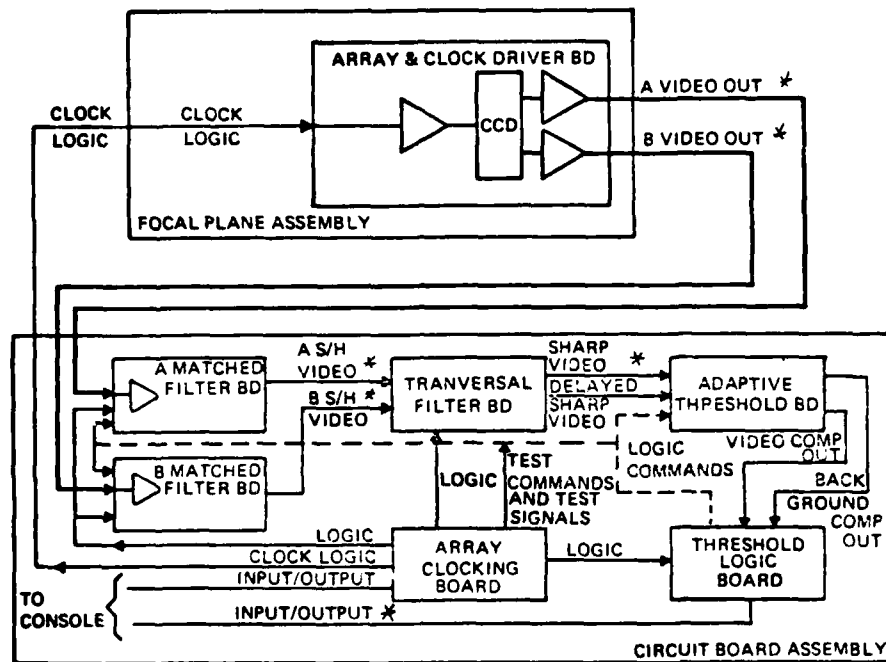 ARRAY & CLOCK DRIVER BD
A VIDEO OUT *
CLOCK
LOGIC
CLOCK
LOGIC
CCD
B VIDEO OUT *
FOCAL PLANE ASSEMBLY
A MATCHED
FILTER BD
A S/H
VIDEO *
B S/H *
VIDEO
TRANVERSAL
FILTER BD
SHARP
VIDEO *
DELAYED
SHARP
VIDEO
ADAPTIVE
THRESHOLD BD
B MATCHED
FILTER BD
LOGIC
TEST
COMMANDS
AND TEST
SIGNALS
LOGIC
COMMANDS
VIDEO COMP
OUT
BACK
GROUND COMP
OUT
LOGIC
CLOCK LOGIC
INPUT/OUTPUT
ARRAY
CLOCKING
BOARD
LOGIC
THRESHOLD
LOGIC
BOARD
TO
CONSOLE
INPUT/OUTPUT *
CIRCUIT BOARD ASSEMBLY